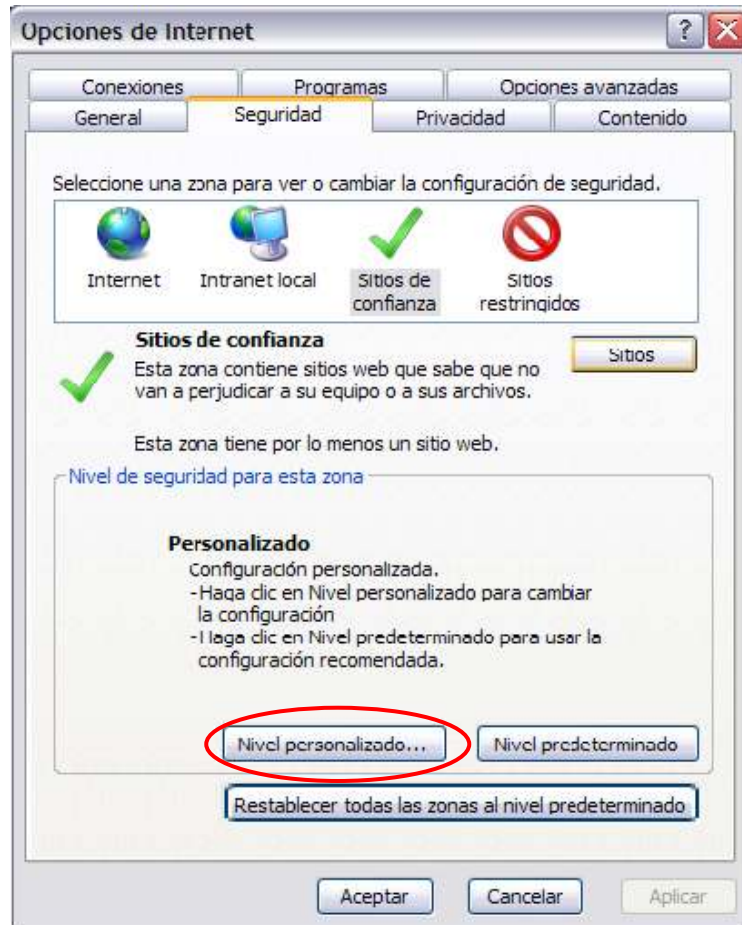 Opciones de Internet
Conexiones Programas Opciones avanzadas
General Seguridad Privacidad Contenido
Seleccione una zona para ver o cambiar la configuración de seguridad.
Internet Intranet local Sitios de confianza Sitios restringidos
Sitios de confianza
Sitios
Esta zona contiene sitios web que sabe que no
van a perjudicar a su equipo o a sus archivos.
Esta zona tiene por lo menos un sitio web.
Nivel de seguridad para esta zona
Personalizado
Configuración personalizada.
-Haga clic en Nivel personalizado para cambiar
la configuración
-Haga clic en Nivel predeterminado para usar la
configuración recomendada.
Nivel personalizado... Nivel predeterminado
Restablecer todas las zonas al nivel predeterminado
Aceptar Cancelar Aplicar